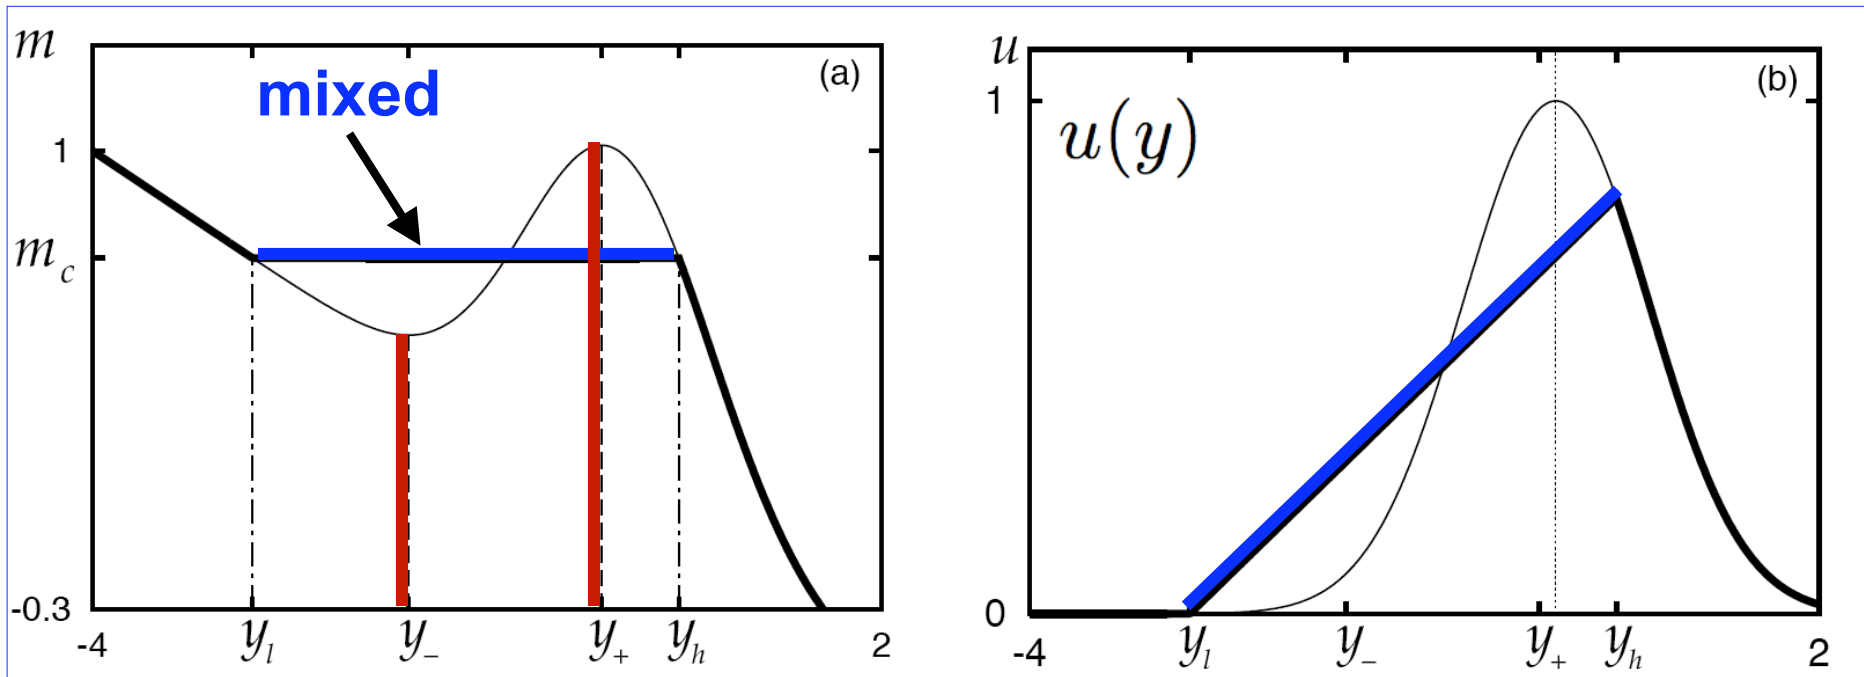 m
(a)
mixed
1
m_c
-0.3
-4
y_l
y_-
y_+
y_h
2
u
(b)
1
u(y)
0
-4
y_l
y_-
y_+
y_h
2